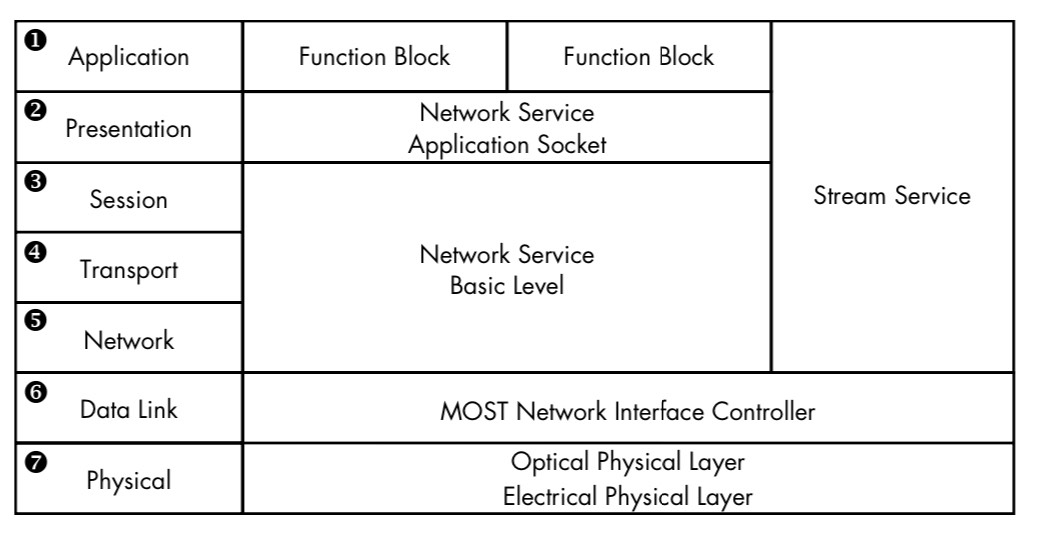 ❶ Application
Function Block
Function Block
❷ Presentation
Network Service
Application Socket
❸ Session
Stream Service
❹ Transport
Network Service
Basic Level
❺ Network
❻ Data Link
MOST Network Interface Controller
❼ Physical
Optical Physical Layer
Electrical Physical Layer